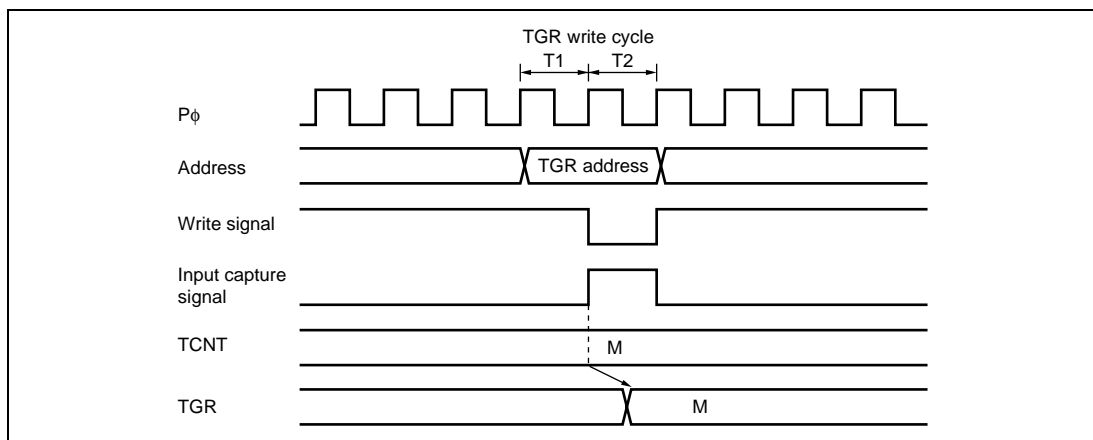 TGR write cycle
T1 T2
Pϕ
Address
TGR address
Write signal
Input capture
signal
TCNT
M
TGR
M